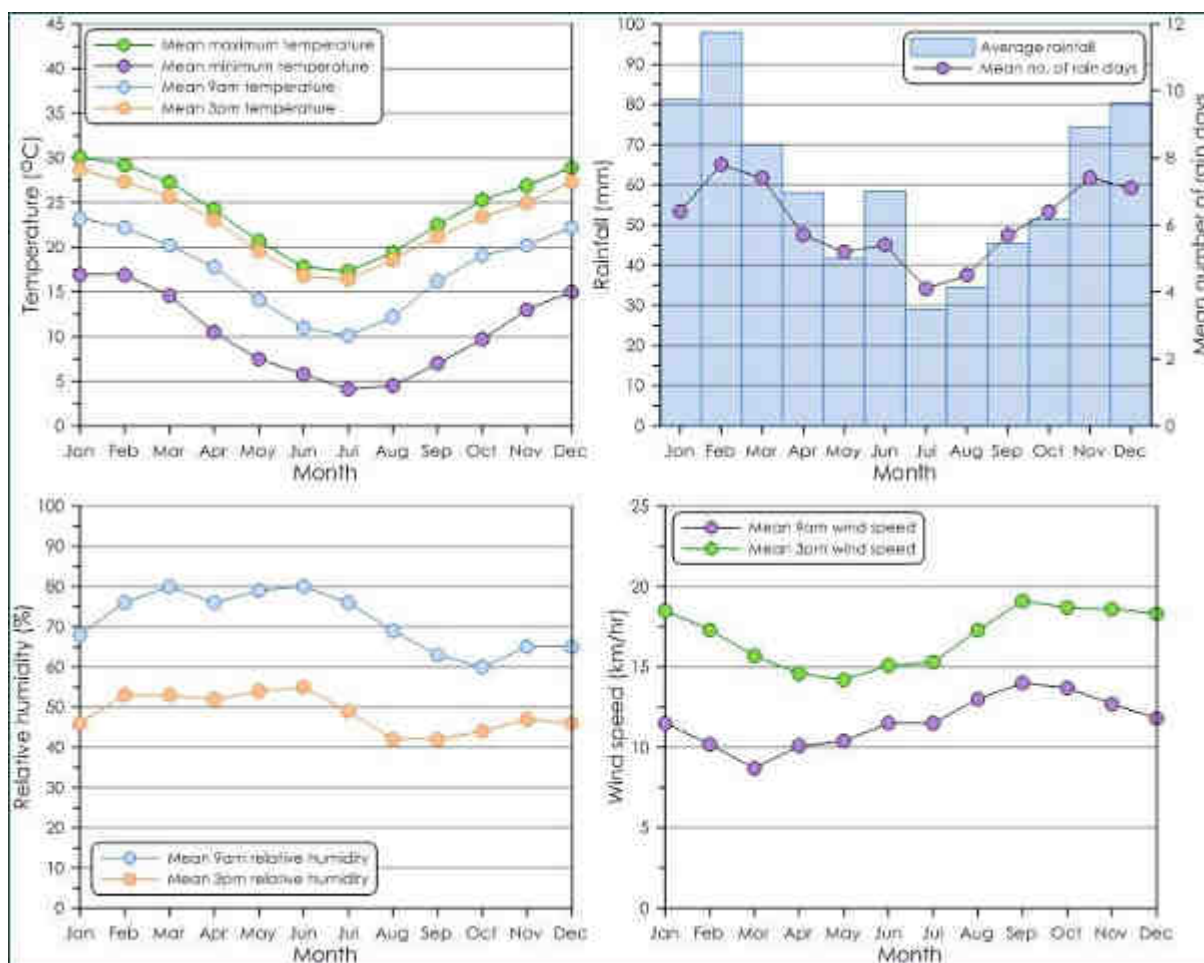 45
40
35
30
25
20
15
10
5
0
Temperature (°C)
Mean maximum temperature
Mean minimum temperature
Mean 9am temperature
Mean 3pm temperature
Jan Feb Mar Apr May Jun Jul Aug Sep Oct Nov Dec
Month
100
90
80
70
60
50
40
30
20
10
0
Rainfall (mm)
Average rainfall
Mean no. of rain days
12
10
8
6
4
2
0
Mean number of rain days
Jan Feb Mar Apr May Jun Jul Aug Sep Oct Nov Dec
Month
100
90
80
70
60
50
40
30
20
10
0
Relative humidity (%)
Mean 9am relative humidity
Mean 3pm relative humidity
Jan Feb Mar Apr May Jun Jul Aug Sep Oct Nov Dec
Month
25
20
15
10
5
0
Wind speed (km/hr)
Mean 9am wind speed
Mean 3pm wind speed
Jan Feb Mar Apr May Jun Jul Aug Sep Oct Nov Dec
Month